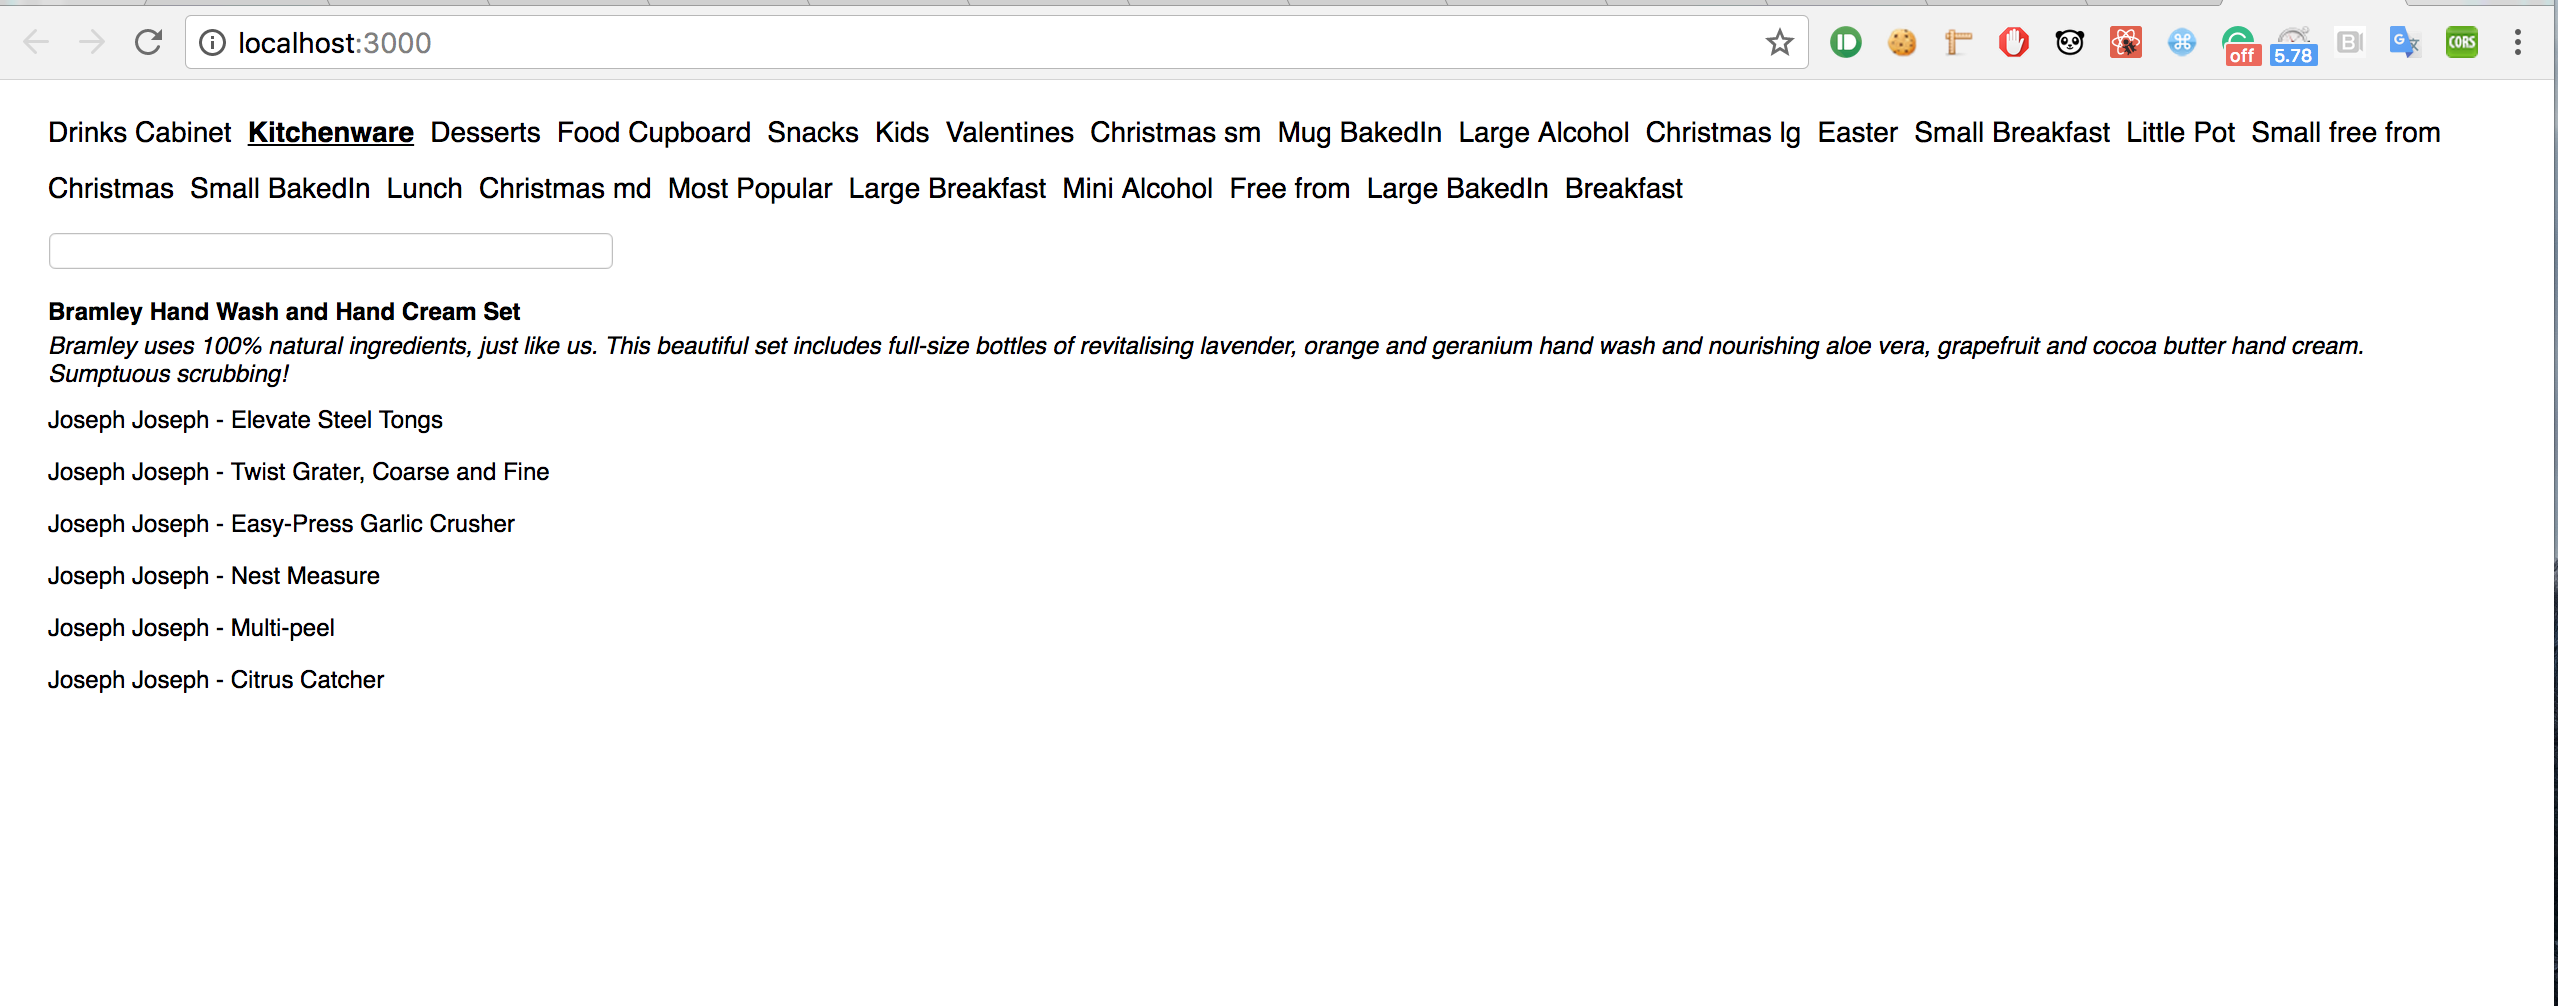 localhost:3000
off 5.78 B G 文 CORS
Drinks Cabinet Kitchenware Desserts Food Cupboard Snacks Kids Valentines Christmas sm Mug BakedIn Large Alcohol Christmas lg Easter Small Breakfast Little Pot Small free from
Christmas Small BakedIn Lunch Christmas md Most Popular Large Breakfast Mini Alcohol Free from Large BakedIn Breakfast
Bramley Hand Wash and Hand Cream Set
Bramley uses 100% natural ingredients, just like us. This beautiful set includes full-size bottles of revitalising lavender, orange and geranium hand wash and nourishing aloe vera, grapefruit and cocoa butter hand cream.
Sumptuous scrubbing!
Joseph Joseph - Elevate Steel Tongs
Joseph Joseph - Twist Grater, Coarse and Fine
Joseph Joseph - Easy-Press Garlic Crusher
Joseph Joseph - Nest Measure
Joseph Joseph - Multi-peel
Joseph Joseph - Citrus Catcher